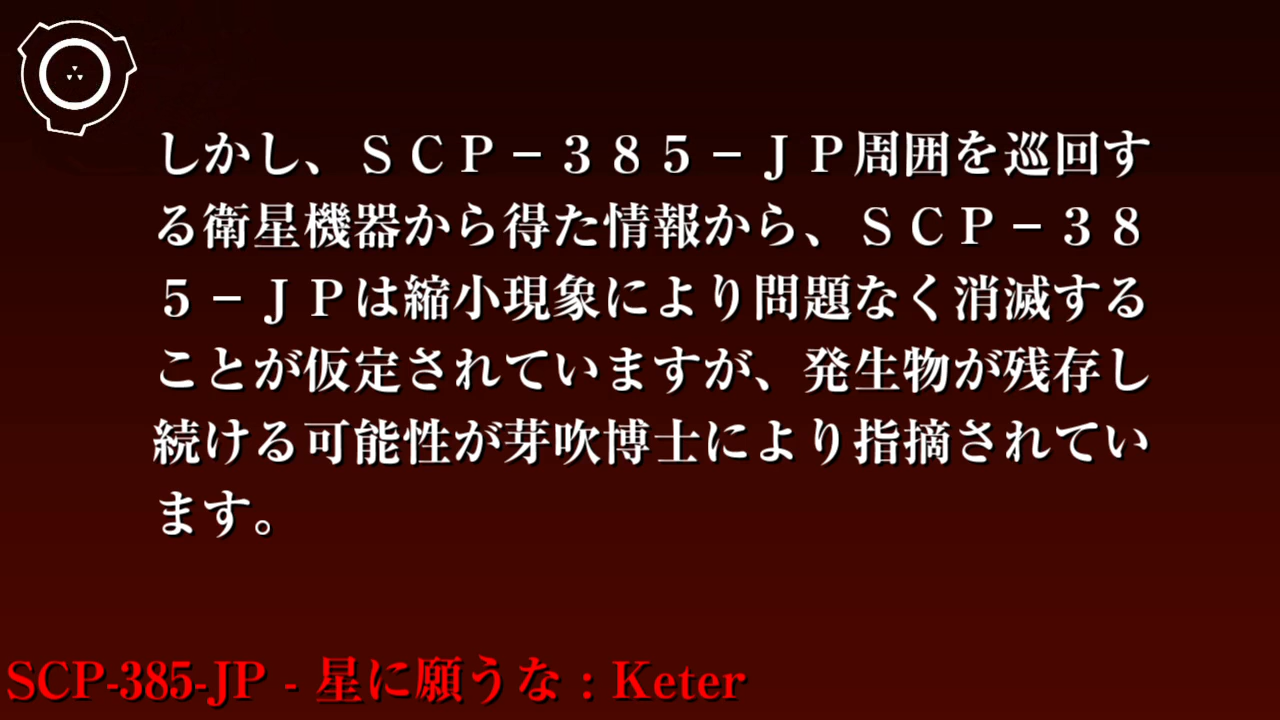 しかし、ＳＣＰ－３８５－ＪＰ周囲を巡回す
る衛星機器から得た情報から、ＳＣＰ－３８
５－ＪＰは縮小現象により問題なく消滅する
ことが仮定されていますが、発生物が残存し
続ける可能性が芽吹博士により指摘されてい
ます。
SCP-385-JP - 星に願うな : Keter